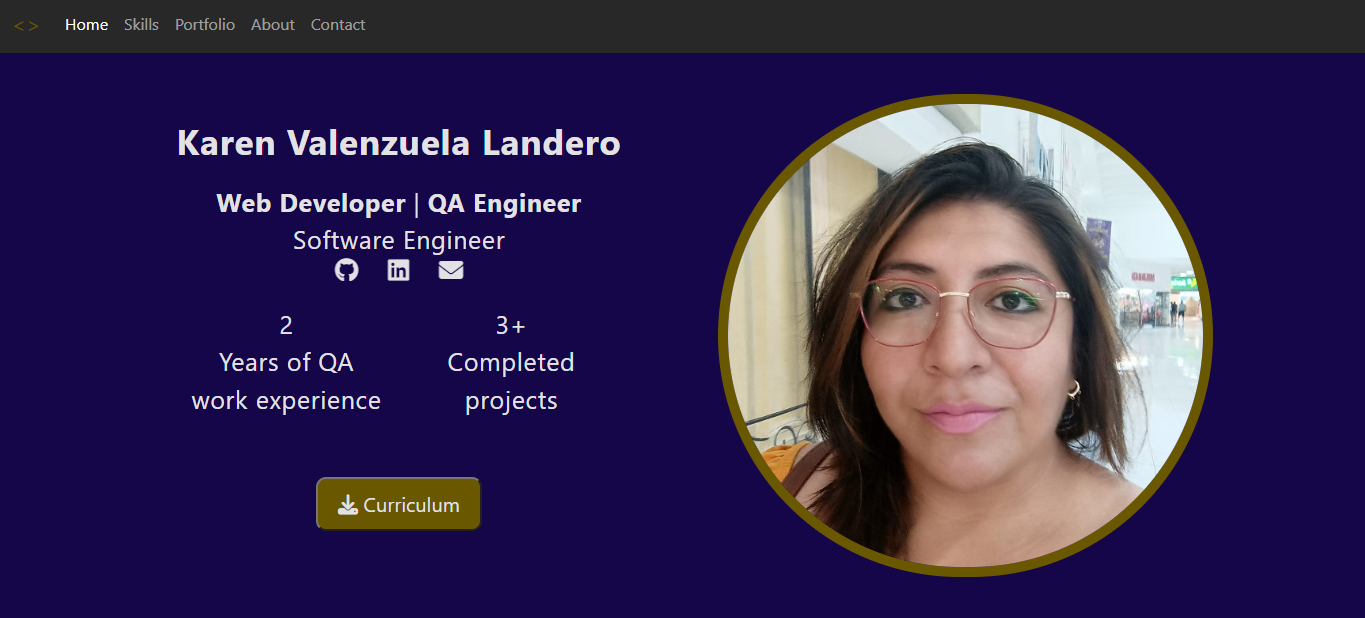 < > Home Skills Portfolio About Contact
Karen Valenzuela Landero
Web Developer | QA Engineer
Software Engineer
in
2
Years of QA
work experience
3+
Completed
projects
Curriculum